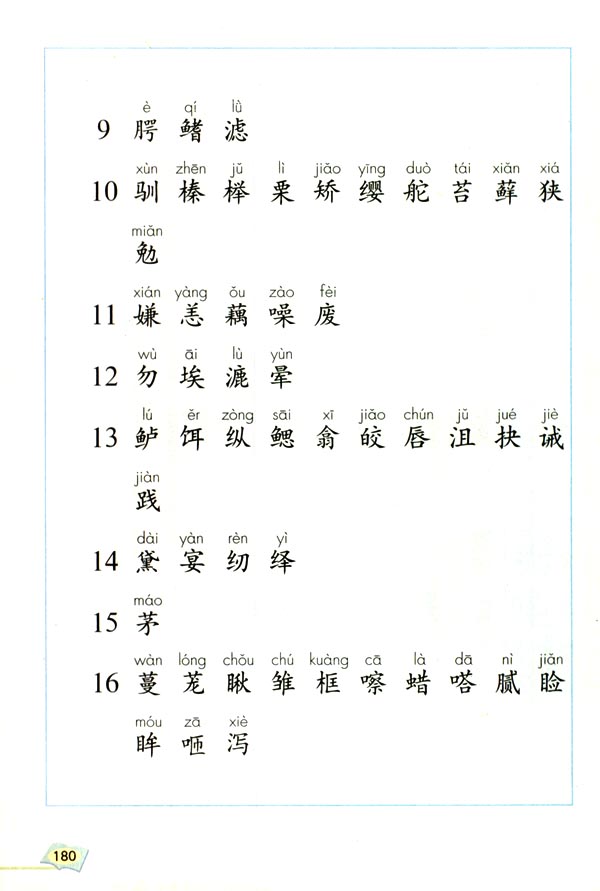 è qí lǜ
9 腭 鳍 滤
xùn zhēn jǔ lì jiǎo yīng duò tái xiǎn xiá
10 驯 榛 榉 栗 矫 缨 舵 苔 藓 狭
miǎn
勉
xián yàng ǒu zào fèi
11 嫌 恙 藕 噪 废
wù āi lù yùn
12 勿 埃 漉 晕
lú ěr zòng sāi xī jiǎo chún jǔ jué jiè
13 鲈 饵 纵 鳃 翕 皎 唇 沮 抉 诫
jiàn
践
dài yàn rèn yì
14 黛 宴 纫 绎
máo
15 茅
wàn lóng chǒu chú kuàng cā là dā nì jiǎn
16 蔓 茏 瞅 雏 框 嚓 蜡 嗒 腻 睑
móu zā xiè
眸 咂 泻
180